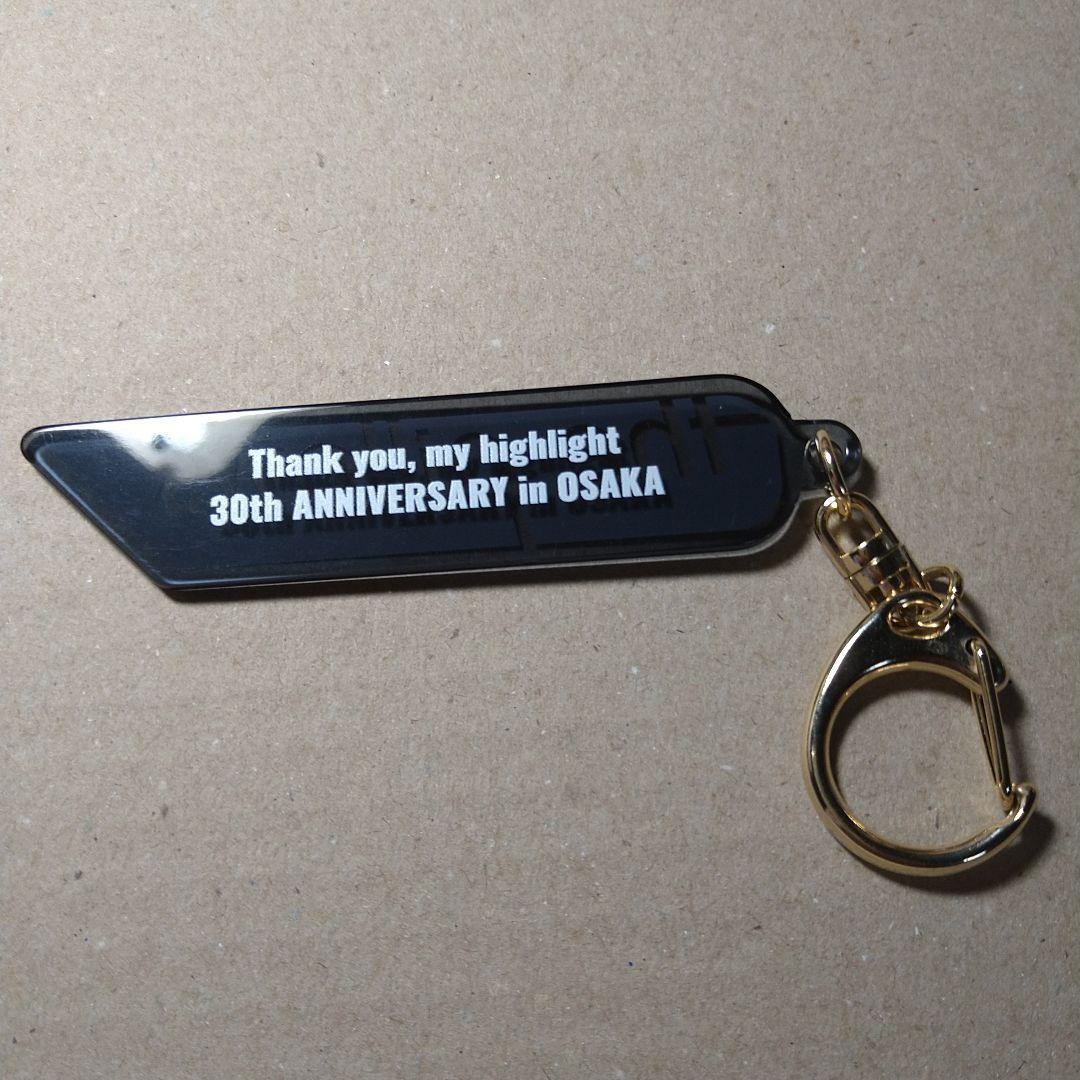 Thank you, my highlight
30th ANNIVERSARY in OSAKA